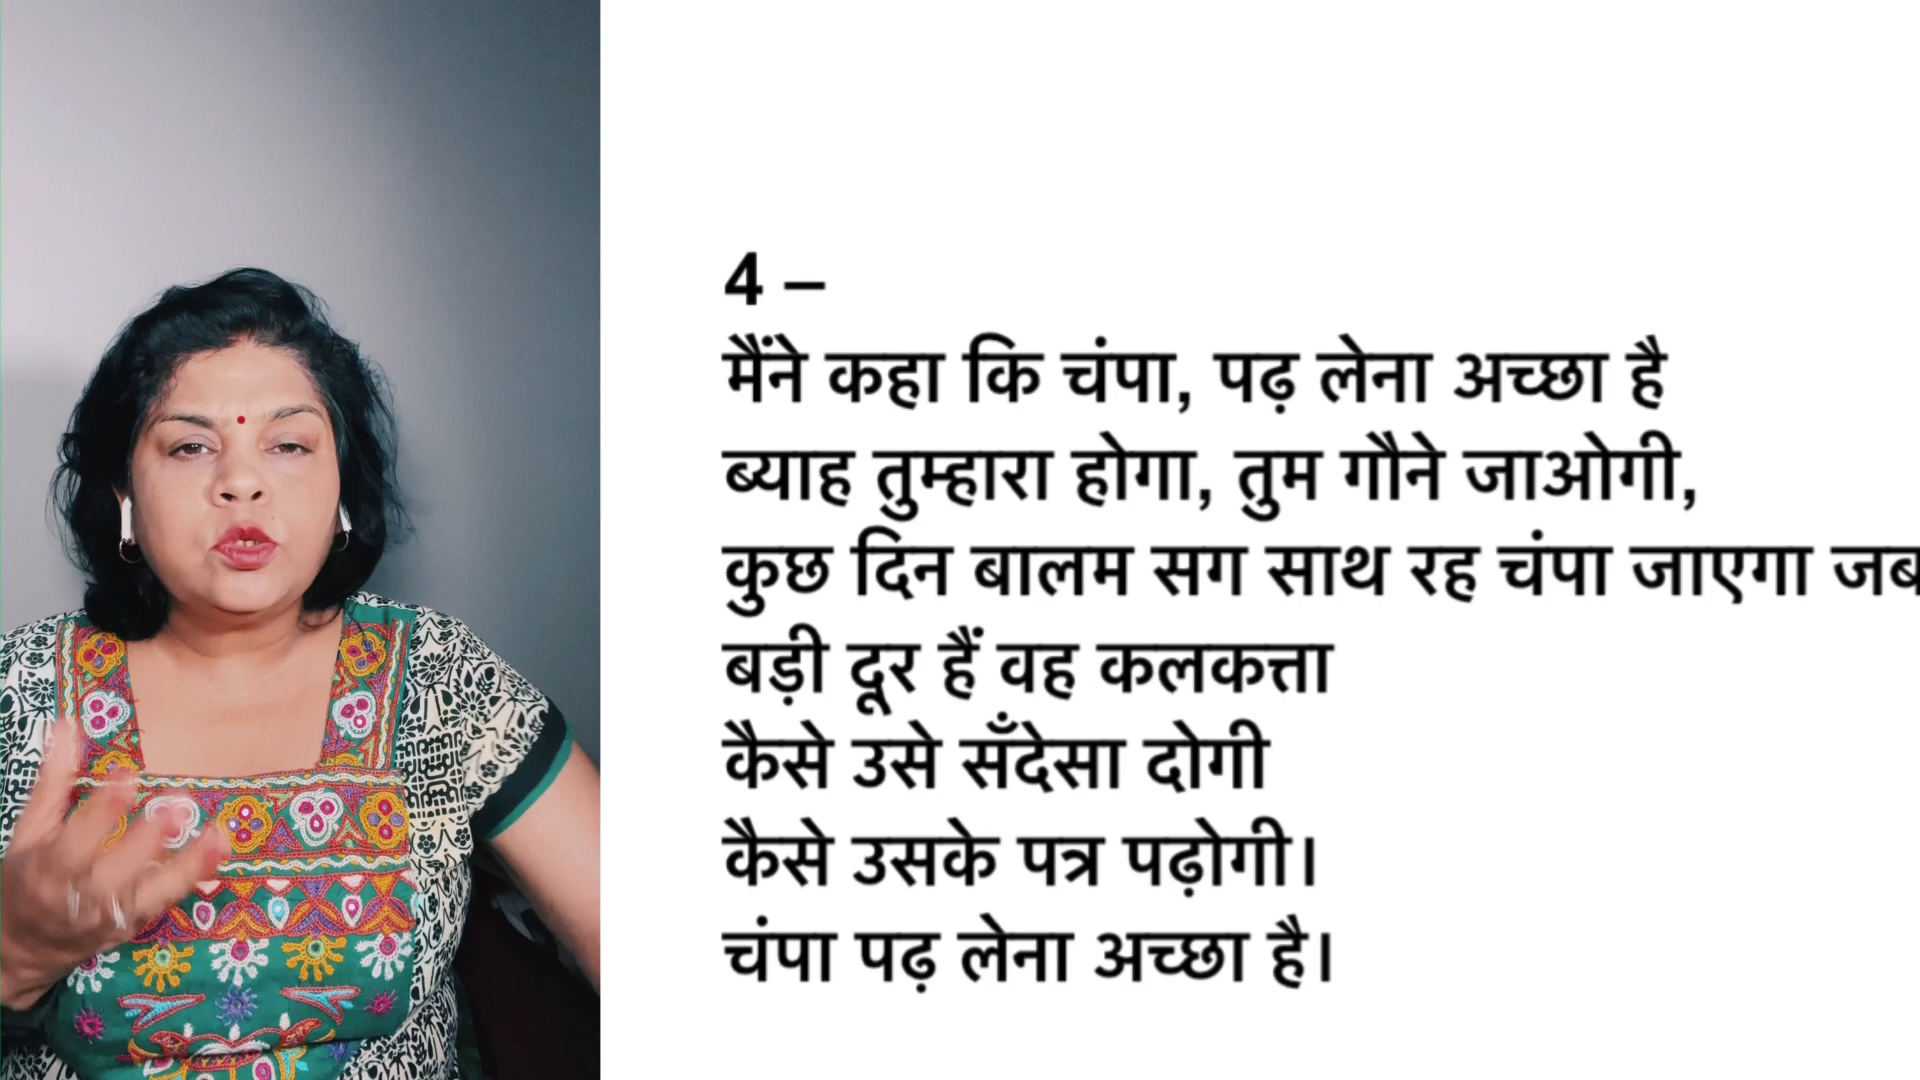 4 –
मैंने कहा कि चंपा, पढ़ लेना अच्छा है
ब्याह तुम्हारा होगा, तुम गौने जाओगी,
कुछ दिन बालम सग साथ रह चंपा जाएगा जब
बड़ी दूर हैं वह कलकत्ता
कैसे उसे सँदेसा दोगी
कैसे उसके पत्र पढ़ोगी।
चंपा पढ़ लेना अच्छा है।